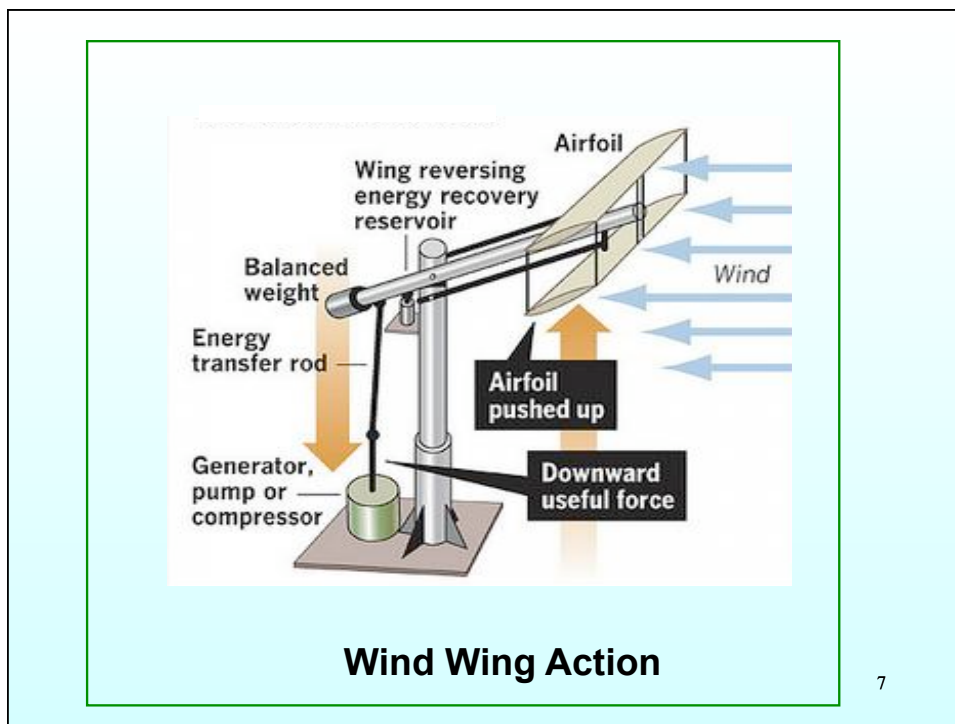 Airfoil
Wing reversing
energy recovery
reservoir
Balanced
weight
Wind
Energy
transfer rod
Airfoil
pushed up
Generator,
pump or
compressor
Downward
useful force
Wind Wing Action
7